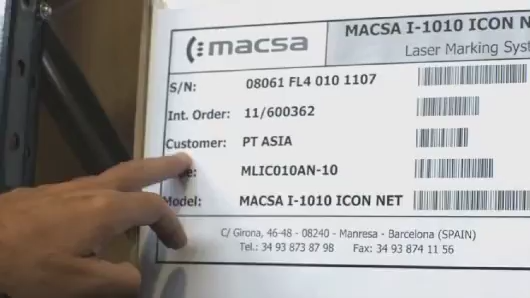 macsa
MACSA I-1010 ICON NET
Laser Marking
S/N: 08061 FL4 010 1107
Int. Order: 11/600362
Customer: PT ASIA
MLIC010AN-10
Model: MACSA I-1010 ICON NET
C/ Girona, 46-48 - 08240 - Manresa - Barcelona (SPAIN)
Tel.: 34 93 873 87 98 Fax: 34 93 874 11 56